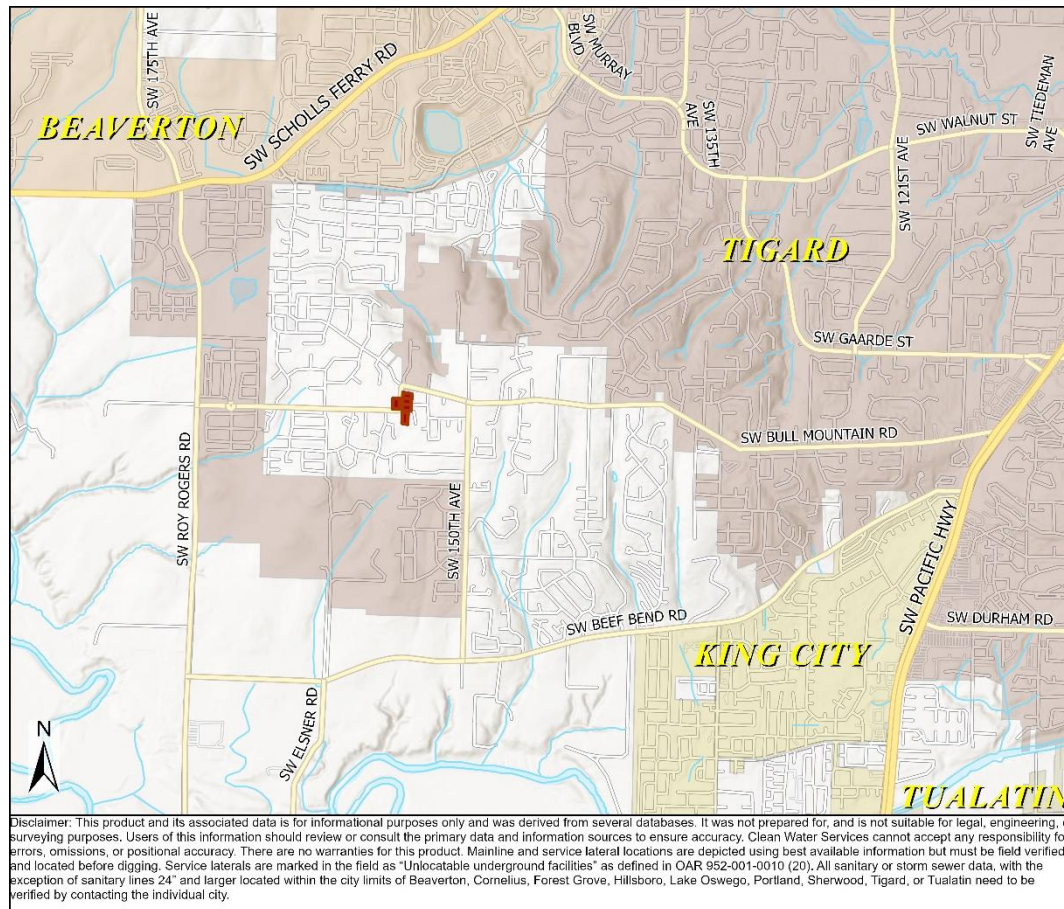 SW 175TH AVE
SW SCHOLLS FERRY RD
SW MURRAY
BLVD
SW TIEDEMAN
AVE
BEAVERTON
SW 135TH
AVE
SW WALNUT ST
SW 121ST AVE
TIGARD
SW GAARDE ST
SW ROY ROGERS RD
SW BULL MOUNTAIN RD
SW 150TH AVE
SW PACIFIC HWY
SW BEEF BEND RD
SW DURHAM RD
KING CITY
SW ELSNER RD
N
TUALATIN
Disclaimer: This product and its associated data is for informational purposes only and was derived from several databases. It was not prepared for, and is not suitable for legal, engineering,
surveying purposes. Users of this information should review or consult the primary data and information sources to ensure accuracy. Clean Water Services cannot accept any responsibility fo
errors, omissions, or positional accuracy. There are no warranties for this product. Mainline and service lateral locations are depicted using best available information but must be field verified
and located before digging. Service laterals are marked in the field as "Unlocatable underground facilities" as defined in OAR 952-001-0010 (20). All sanitary or storm sewer data, with the
exception of sanitary lines 24" and larger located within the city limits of Beaverton, Cornelius, Forest Grove, Hillsboro, Lake Oswego, Portland, Sherwood, Tigard, or Tualatin need to be
verified by contacting the individual city.